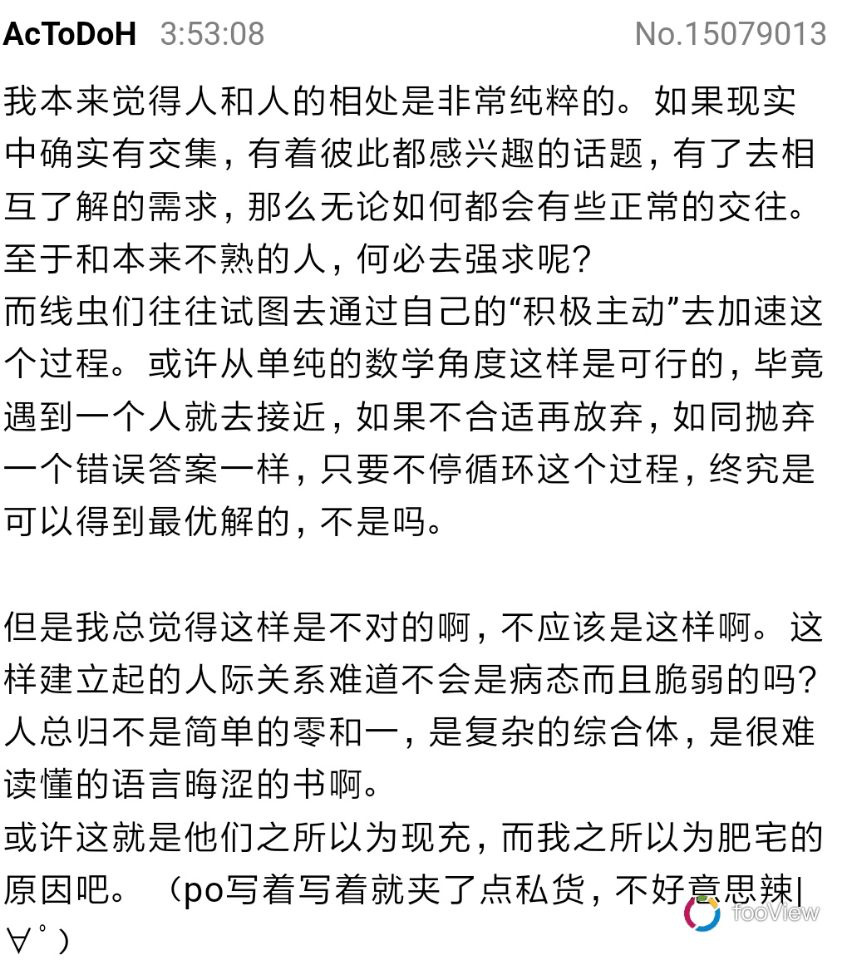 AcToDoH 3:53:08 No.15079013
我本来觉得人和人的相处是非常纯粹的。如果现实
中确实有交集，有着彼此都感兴趣的话题，有了去相
互了解的需求，那么无论如何都会有些正常的交往。
至于和本来不熟的人，何必去强求呢？
而线虫们往往试图去通过自己的“积极主动”去加速这
个过程。或许从单纯的数学角度这样是可行的，毕竟
遇到一个人就去接近，如果不合适再放弃，如同抛弃
一个错误答案一样，只要不停循环这个过程，终究是
可以得到最优解的，不是吗。
但是我总觉得这样是不对的啊，不应该是这样啊。这
样建立起的人际关系难道不会是病态而且脆弱的吗？
人总归不是简单的零和一，是复杂的综合体，是很难
读懂的语言晦涩的书啊。
或许这就是他们之所以为现充，而我之所以为肥宅的
原因吧。（po写着写着就夹了点私货，不好意思辣|
∀ﾟ）
fooView